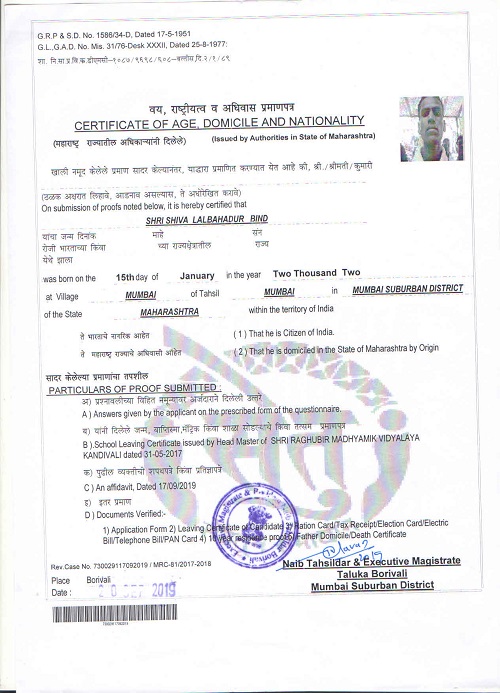 G.R.P & S.D. No. 1586/34-D, Dated 17-5-1951
G.L.,G.A.D. No. Mis. 31/76-Desk XXXII, Dated 25-8-1977:
वय, राष्ट्रीयत्व व अधिवास प्रमाणपत्र
CERTIFICATE OF AGE, DOMICILE AND NATIONALITY
(महाराष्ट्र राज्यातील अधिकाऱ्यांनी दिलेले) (Issued by Authorities in State of Maharashtra)
खाली नमूद केलेले प्रमाण सादर केल्यानंतर, याद्वारा प्रमाणित करण्यात येत आहे की, श्री./श्रीमती/कुमारी
(ठळक अक्षरात लिहावे, आडनाव असल्यास, ते अधोरेखित करावे)
On submission of proofs noted below, it is hereby certified that
SHRI SHIVA LALBAHADUR BIND
यांचा जन्म दिनांक माहे सन
रोजी भारताच्या किंवा च्या राज्यक्षेत्रातील राज्य
येथे झाला
was born on the 15th day of January in the year Two Thousand Two
at Village MUMBAI of Tahsil MUMBAI in MUMBAI SUBURBAN DISTRICT
of the State MAHARASHTRA within the territory of India
ते भारताचे नागरिक आहेत ( 1 ) That he is Citizen of India.
ते महाराष्ट्र राज्याचे अधिवासी आहेत ( 2 ) That he is domiciled in the State of Maharashtra by Origin
सादर केलेल्या प्रमाणांचा तपशील
PARTICULARS OF PROOF SUBMITTED :
अ) प्रश्नावलीच्या विहित नमून्यावर अर्जदाराने दिलेली उत्तरे
A ) Answers given by the applicant on the prescribed form of the questionnaire.
ब) यांनी दिलेले जन्म, बाप्तिस्मा,मॅट्रिक किंवा शाळा सोडल्याचे किंवा तत्सम प्रमाणपत्र
B ).School Leaving Certificate issued by Head Master of SHRI RAGHUBIR MADHYAMIK VIDYALAYA
KANDIVALI dated 31-05-2017
क) पुढील व्यक्तींची शपथपत्रे किंवा प्रतिज्ञापत्रे
C ) An affidavit, Dated 17/09/2019
ड) इतर प्रमाण
D ) Documents Verified:-
1) Application Form 2) Leaving Certificate of Candidate 3) Ration Card/Tax Receipt/Election Card/Electric
Bill/Telephone Bill/PAN Card 4) 10 year residence proof 5) Father Domicile/Death Certificate
Naib Tahsildar & Executive Magistrate
Rev.Case No. 730029117092019 / MRC-81/2017-2018
Taluka Borivali
Place Borivali
Mumbai Suburban District
Date : 20 SEP 2019